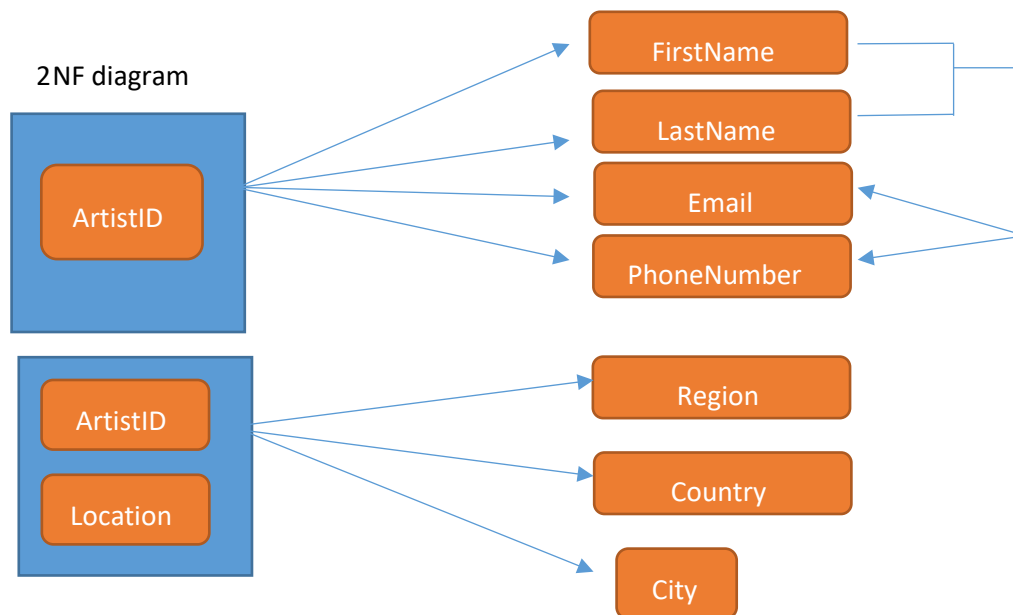 2NF diagram
ArtistID
FirstName
LastName
Email
PhoneNumber
ArtistID
Location
Region
Country
City